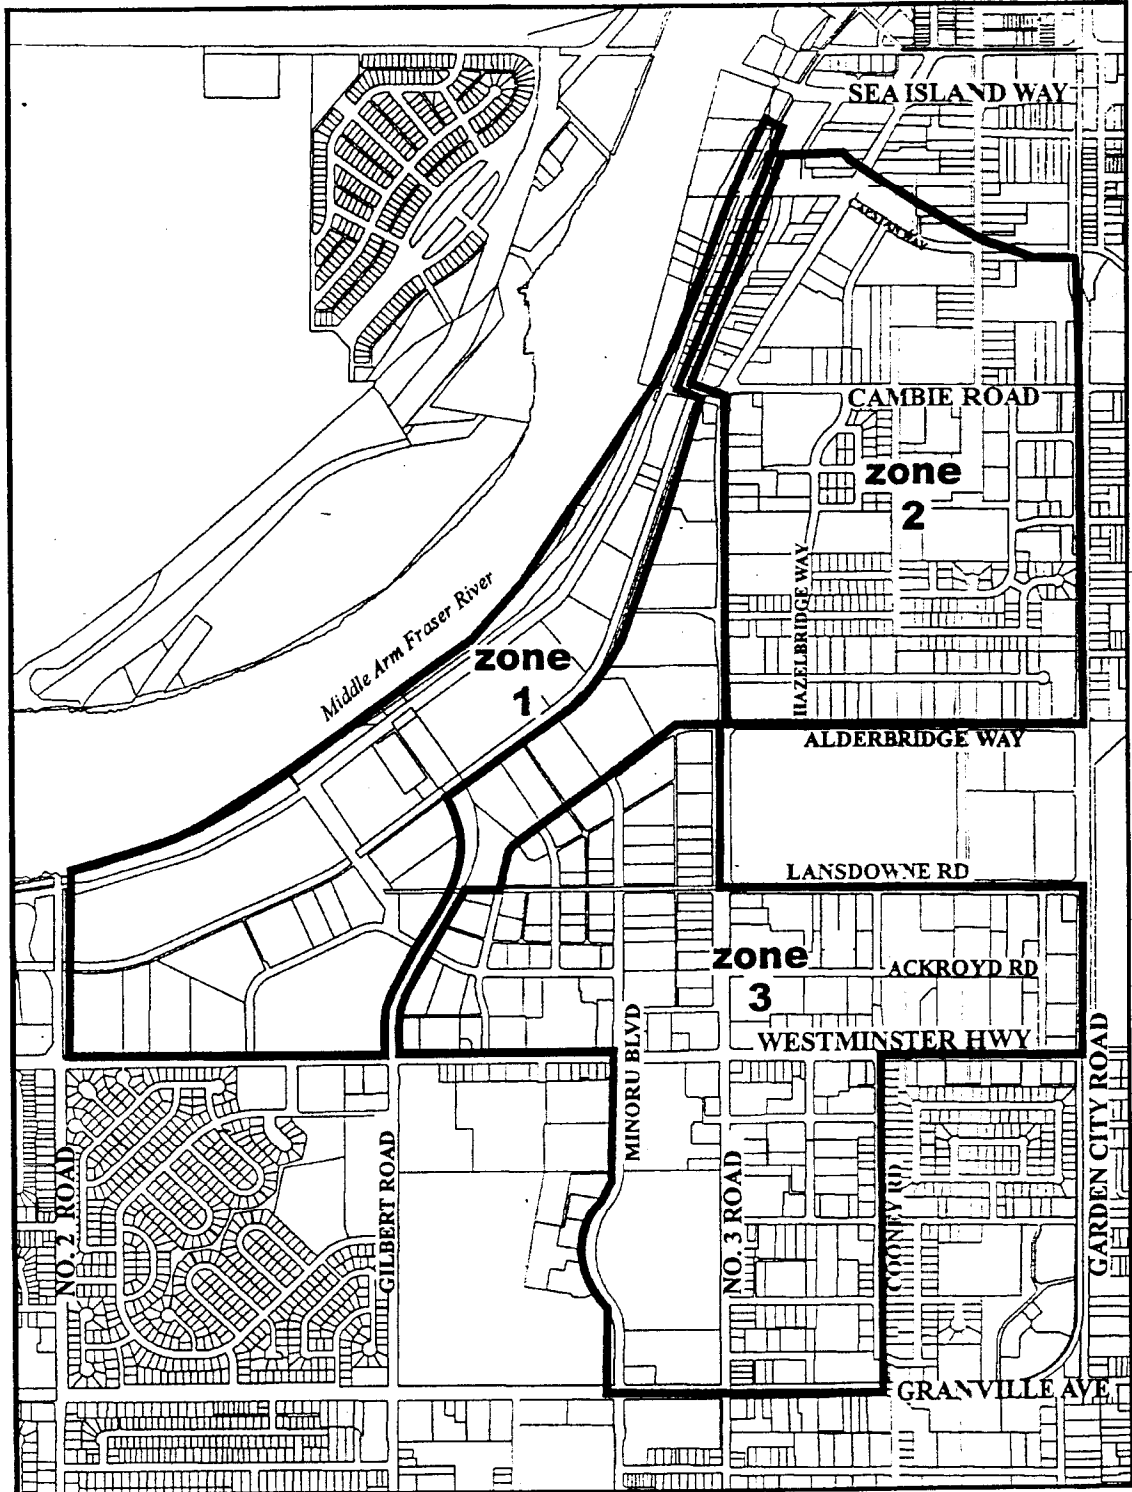 SEA ISLAND WAY
CAPSTAN WAY
CAMBIE ROAD
zone
2
HAZELBRIDGE WAY
Middle Arm Fraser River
zone
1
ALDERBRIDGE WAY
LANSDOWNE RD
zone
3
ACKROYD RD
WESTMINSTER HWY
MINORU BLVD
GARDEN CITY ROAD
NO. 2 ROAD
GILBERT ROAD
NO. 3 ROAD
COONEY RD
GRANVILLE AVE